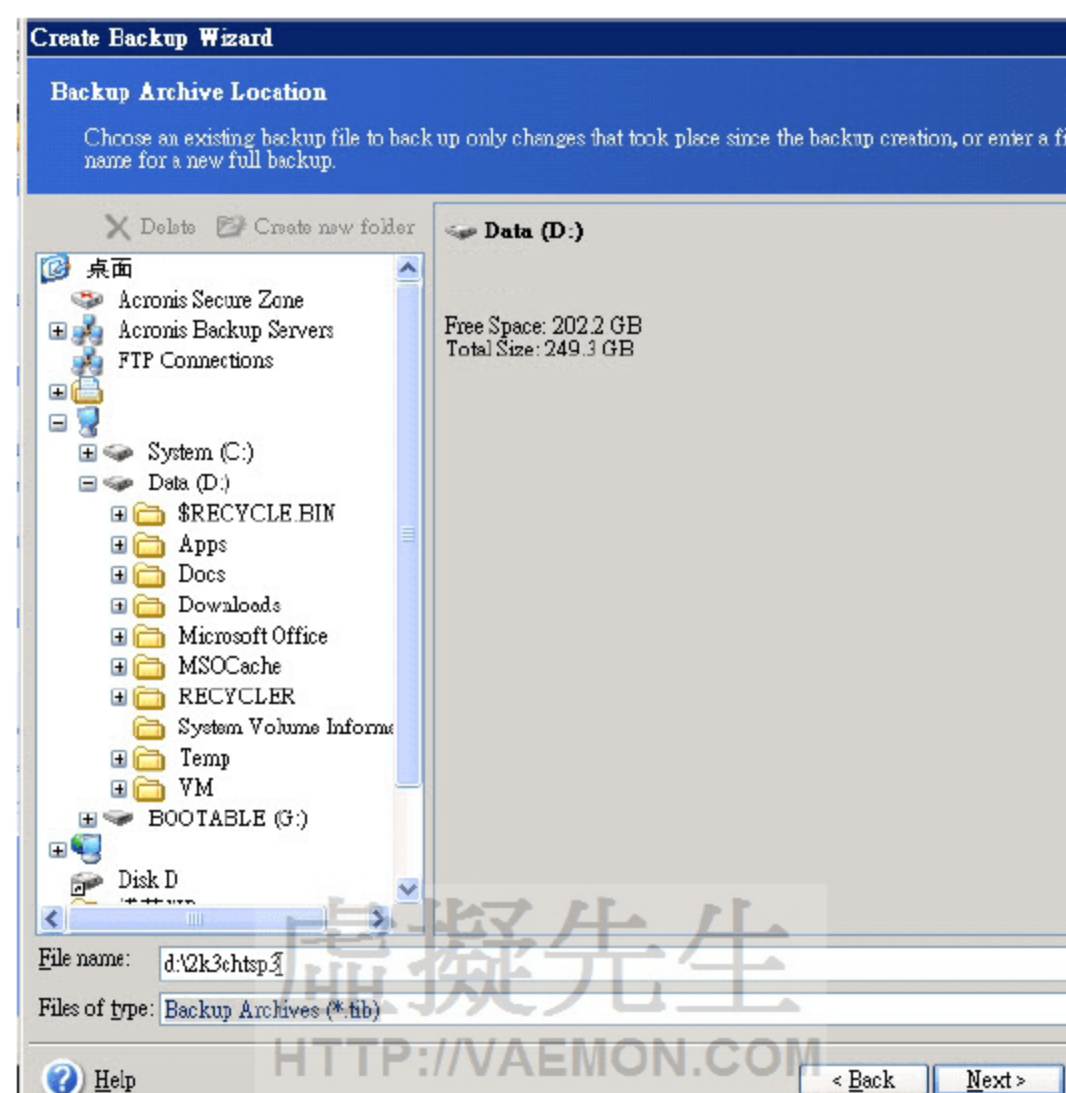 Create Backup Wizard
Backup Archive Location
Choose an existing backup file to back up only changes that took place since the backup creation, or enter a fi
name for a new full backup.
Delete Create new folder
Data (D:)
桌面
Acronis Secure Zone
Acronis Backup Servers
FTP Connections
Free Space: 202.2 GB
Total Size: 249.3 GB
System (C:)
Data (D:)
$RECYCLE.BIN
Apps
Docs
Downloads
Microsoft Office
MSOCache
RECYCLER
System Volume Informa
Temp
VM
BOOTABLE (G:)
Disk D
File name: d:\2k3chtsp3
Files of type: Backup Archives (*.tib)
虛擬先生
HTTP://VAEMON.COM
Help
< Back Next >